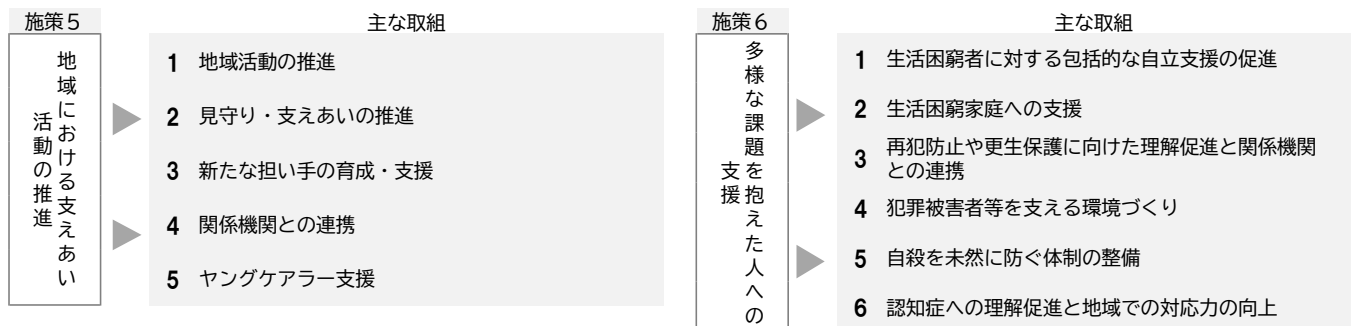 施策5
主な取組
地域における支えあい
活動の推進
1 地域活動の推進
2 見守り・支えあいの推進
3 新たな担い手の育成・支援
4 関係機関との連携
5 ヤングケアラー支援
施策6
主な取組
多様な課題を抱えた人への
支援
1 生活困窮者に対する包括的な自立支援の促進
2 生活困窮家庭への支援
3 再犯防止や更生保護に向けた理解促進と関係機関
との連携
4 犯罪被害者等を支える環境づくり
5 自殺を未然に防ぐ体制の整備
6 認知症への理解促進と地域での対応力の向上